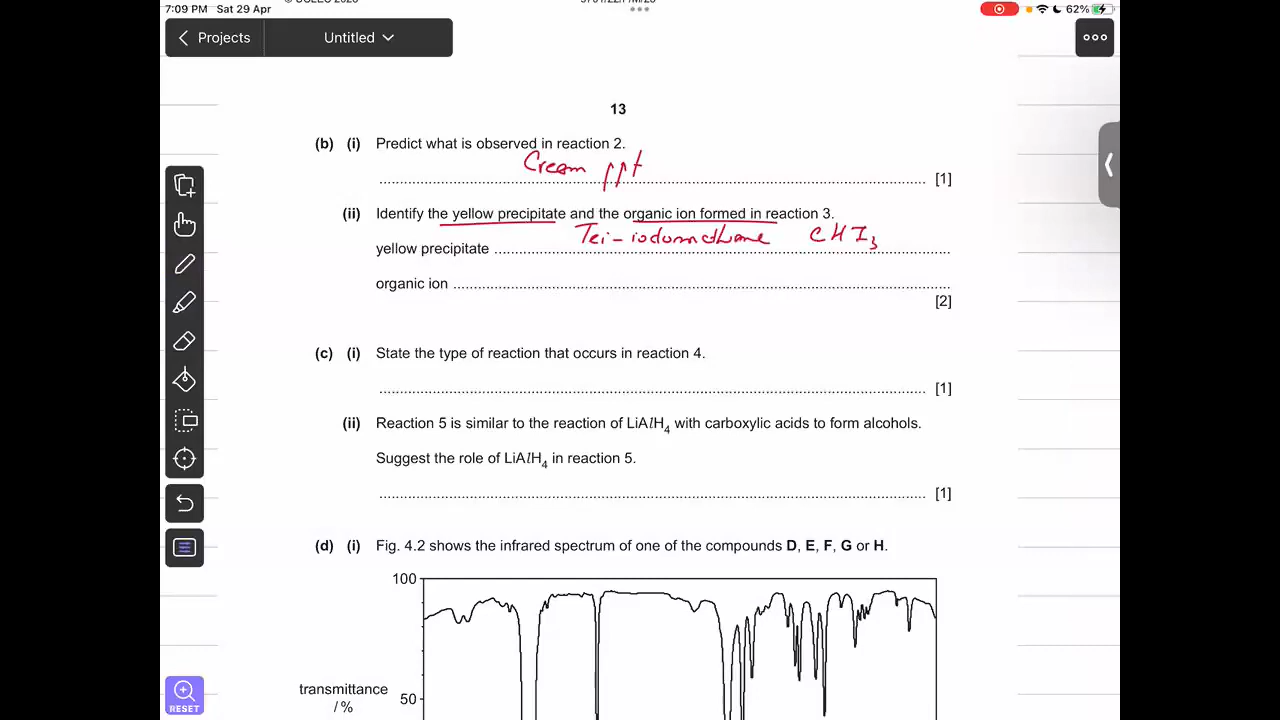 7:09 PM Sat 29 Apr
62%
Projects
Untitled
13
(b) (i) Predict what is observed in reaction 2.
Cream ppt
[1]
(ii) Identify the yellow precipitate and the organic ion formed in reaction 3.
Tri-iodomethane CHI3
yellow precipitate
organic ion
[2]
(c) (i) State the type of reaction that occurs in reaction 4.
[1]
(ii) Reaction 5 is similar to the reaction of LiAlH4 with carboxylic acids to form alcohols.
Suggest the role of LiAlH4 in reaction 5.
[1]
(d) (i) Fig. 4.2 shows the infrared spectrum of one of the compounds D, E, F, G or H.
100
transmittance
/ %
50
RESET